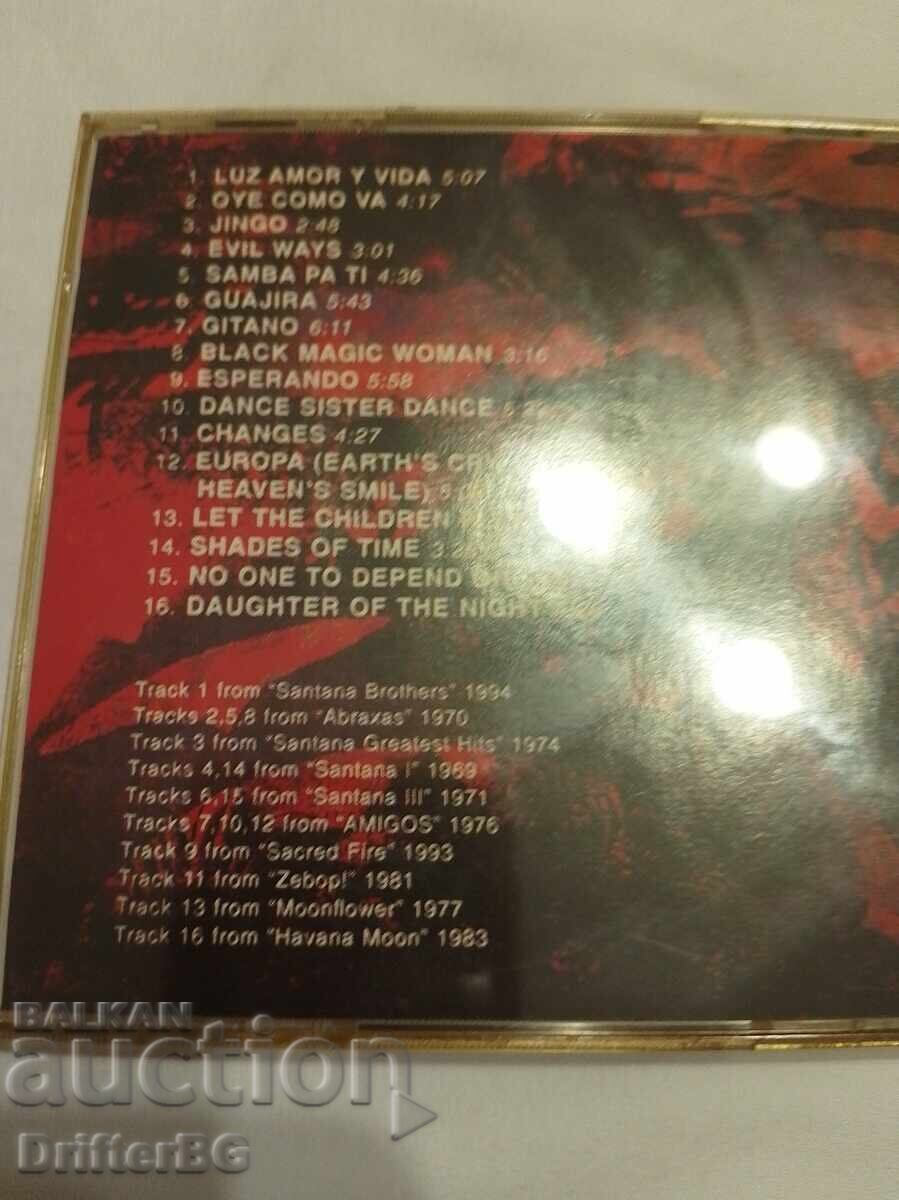 1. LUZ AMOR Y VIDA 5:07
2. OYE COMO VA 4:17
3. JINGO 2:48
4. EVIL WAYS 3:01
5. SAMBA PA TI 4:36
6. GUAJIRA 5:43
7. GITANO 6:11
8. BLACK MAGIC WOMAN 3:16
9. ESPERANDO 5:58
10. DANCE SISTER DANCE
11. CHANGES 4:27
12. EUROPA (EARTH'S
HEAVEN'S SMILE)
13. LET THE CHILDREN
14. SHADES OF TIME
15. NO ONE TO DEPEND
16. DAUGHTER OF THE NIGHT
Track 1 from "Santana Brothers" 1994
Tracks 2,5,8 from "Abraxas" 1970
Track 3 from "Santana Greatest Hits" 1974
Tracks 4,14 from "Santana I" 1969
Tracks 6,15 from "Santana III" 1971
Tracks 7,10,12 from "AMIGOS" 1976
Track 9 from "Sacred Fire" 1993
Track 11 from "Zebop!" 1981
Track 13 from "Moonflower" 1977
Track 16 from "Havana Moon" 1983
BALKAN
auction
DrifterBG